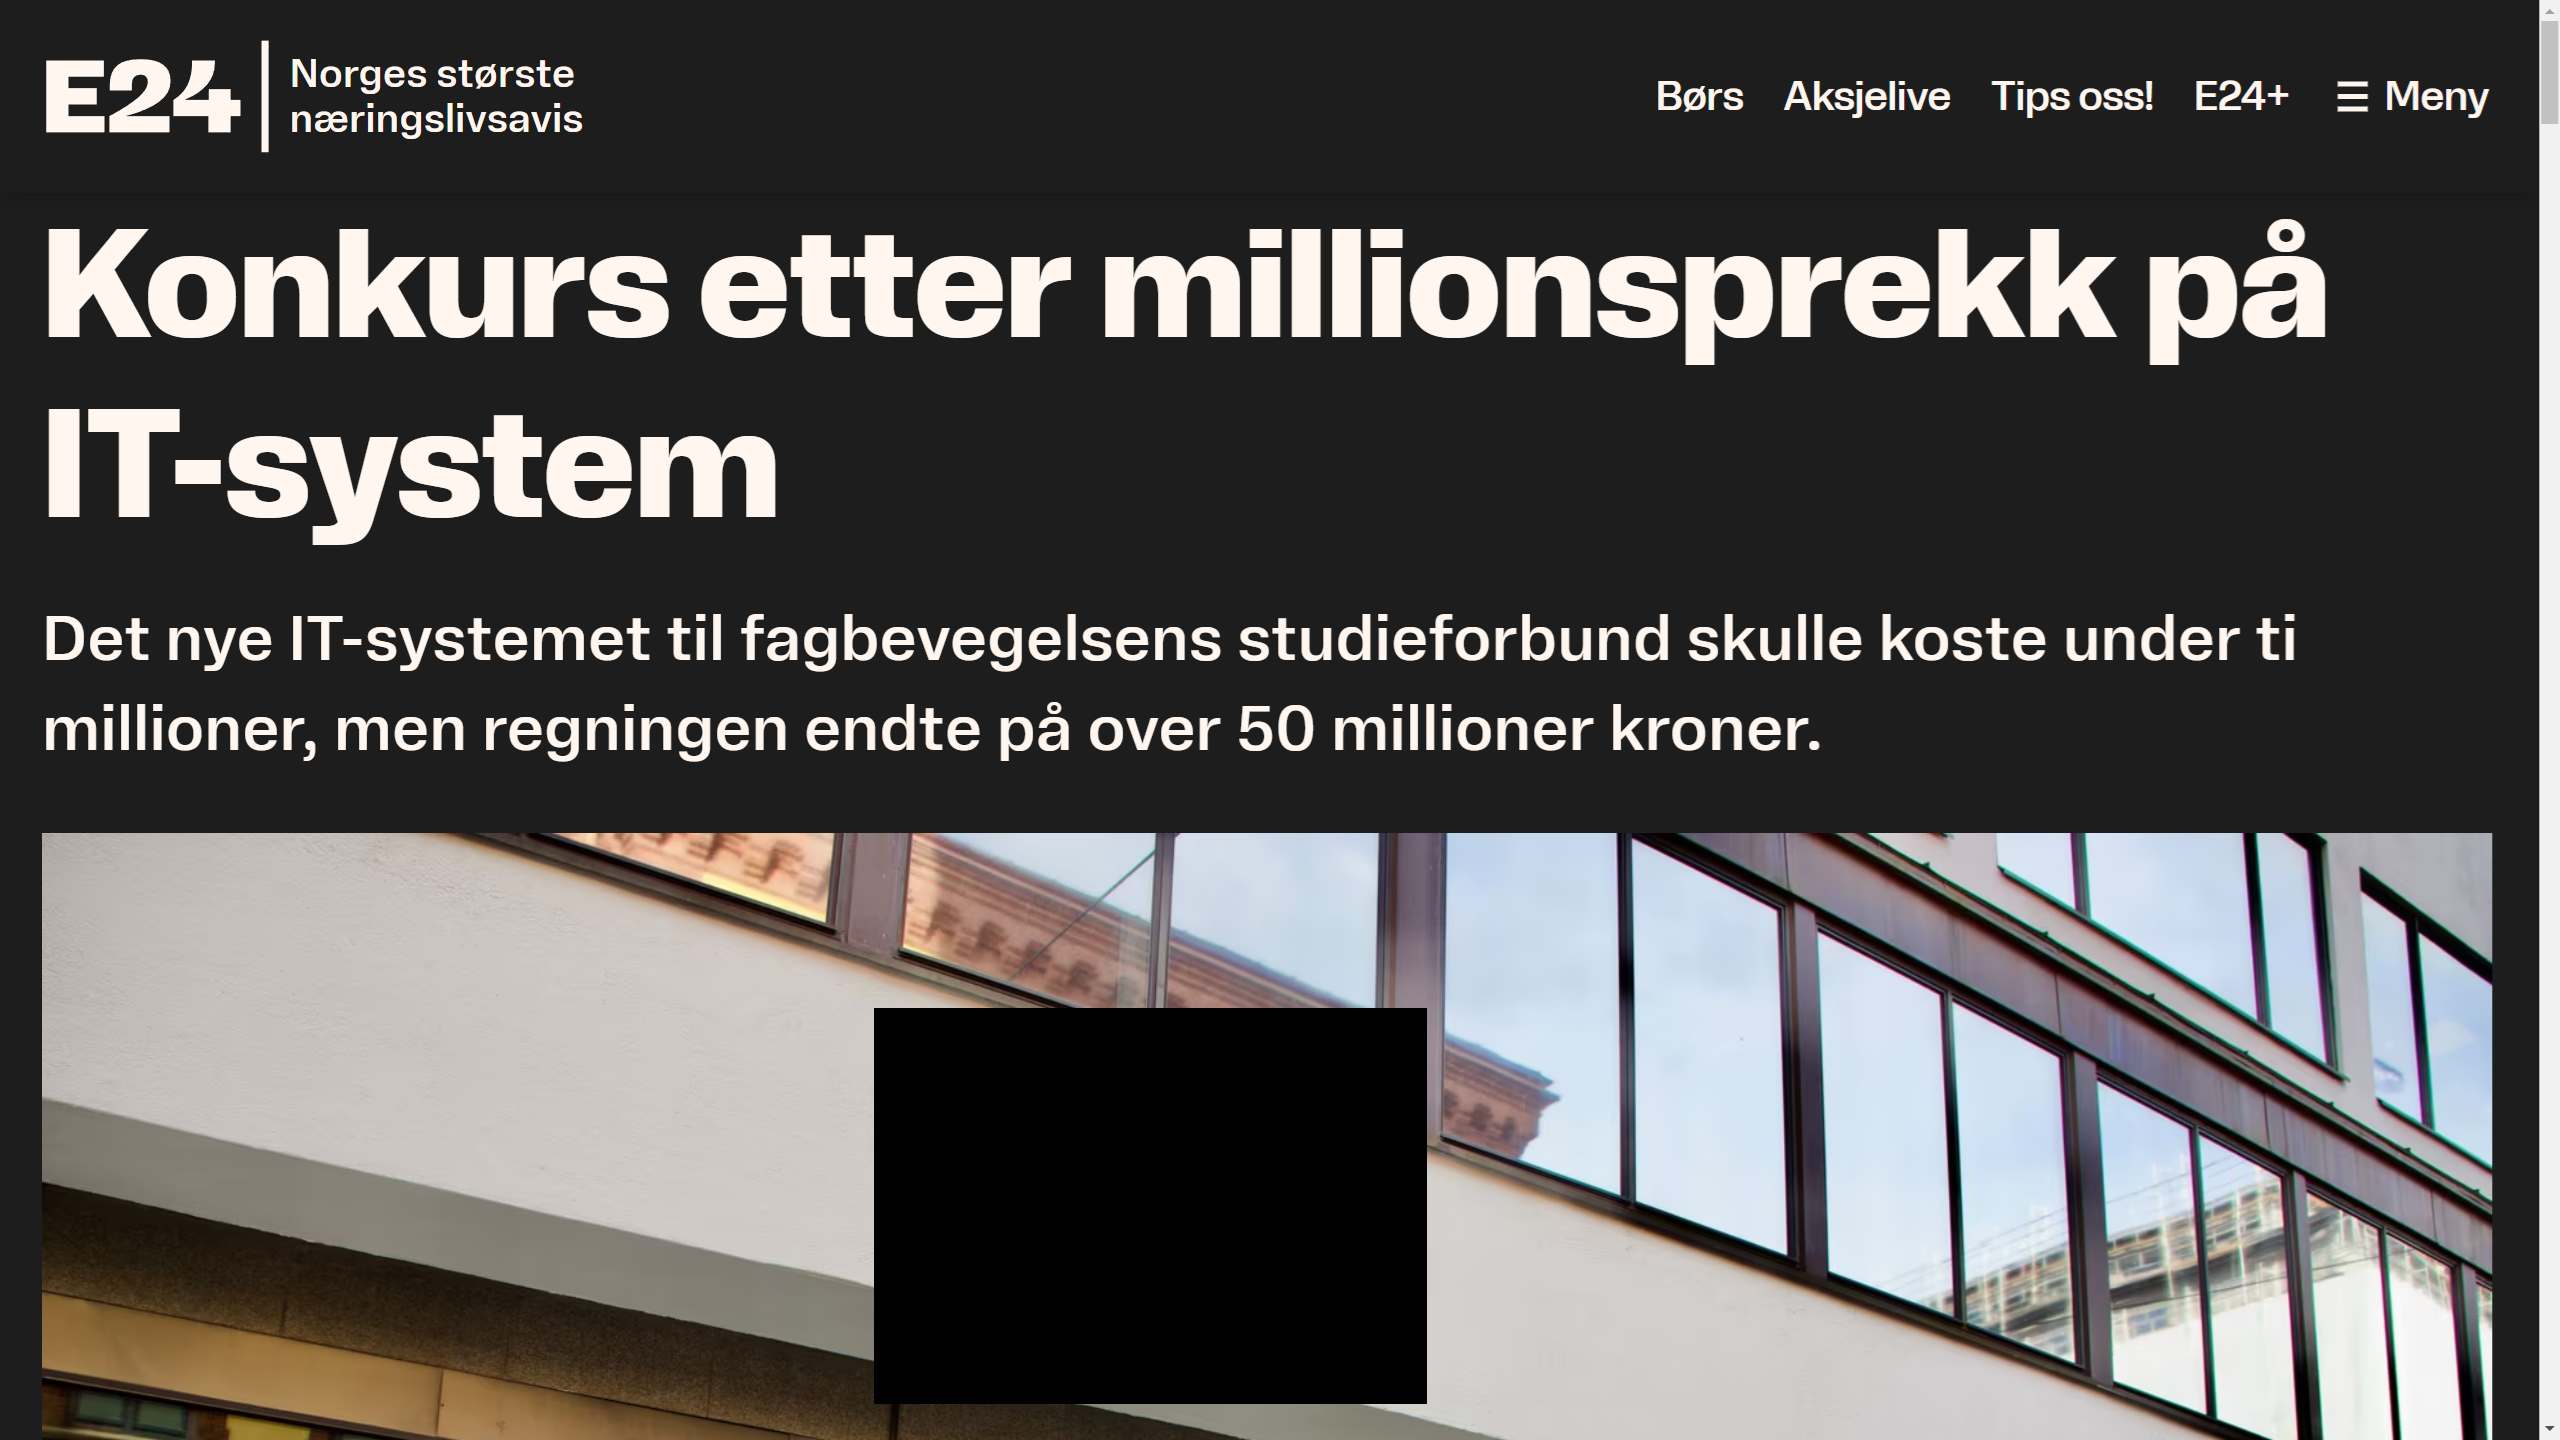 E24
Norges største
næringslivsavis
Børs Aksjelive Tips oss! E24+ Meny
Konkurs etter millionsprekk på
IT-system
Det nye IT-systemet til fagbevegelsens studieforbund skulle koste under ti
millioner, men regningen endte på over 50 millioner kroner.